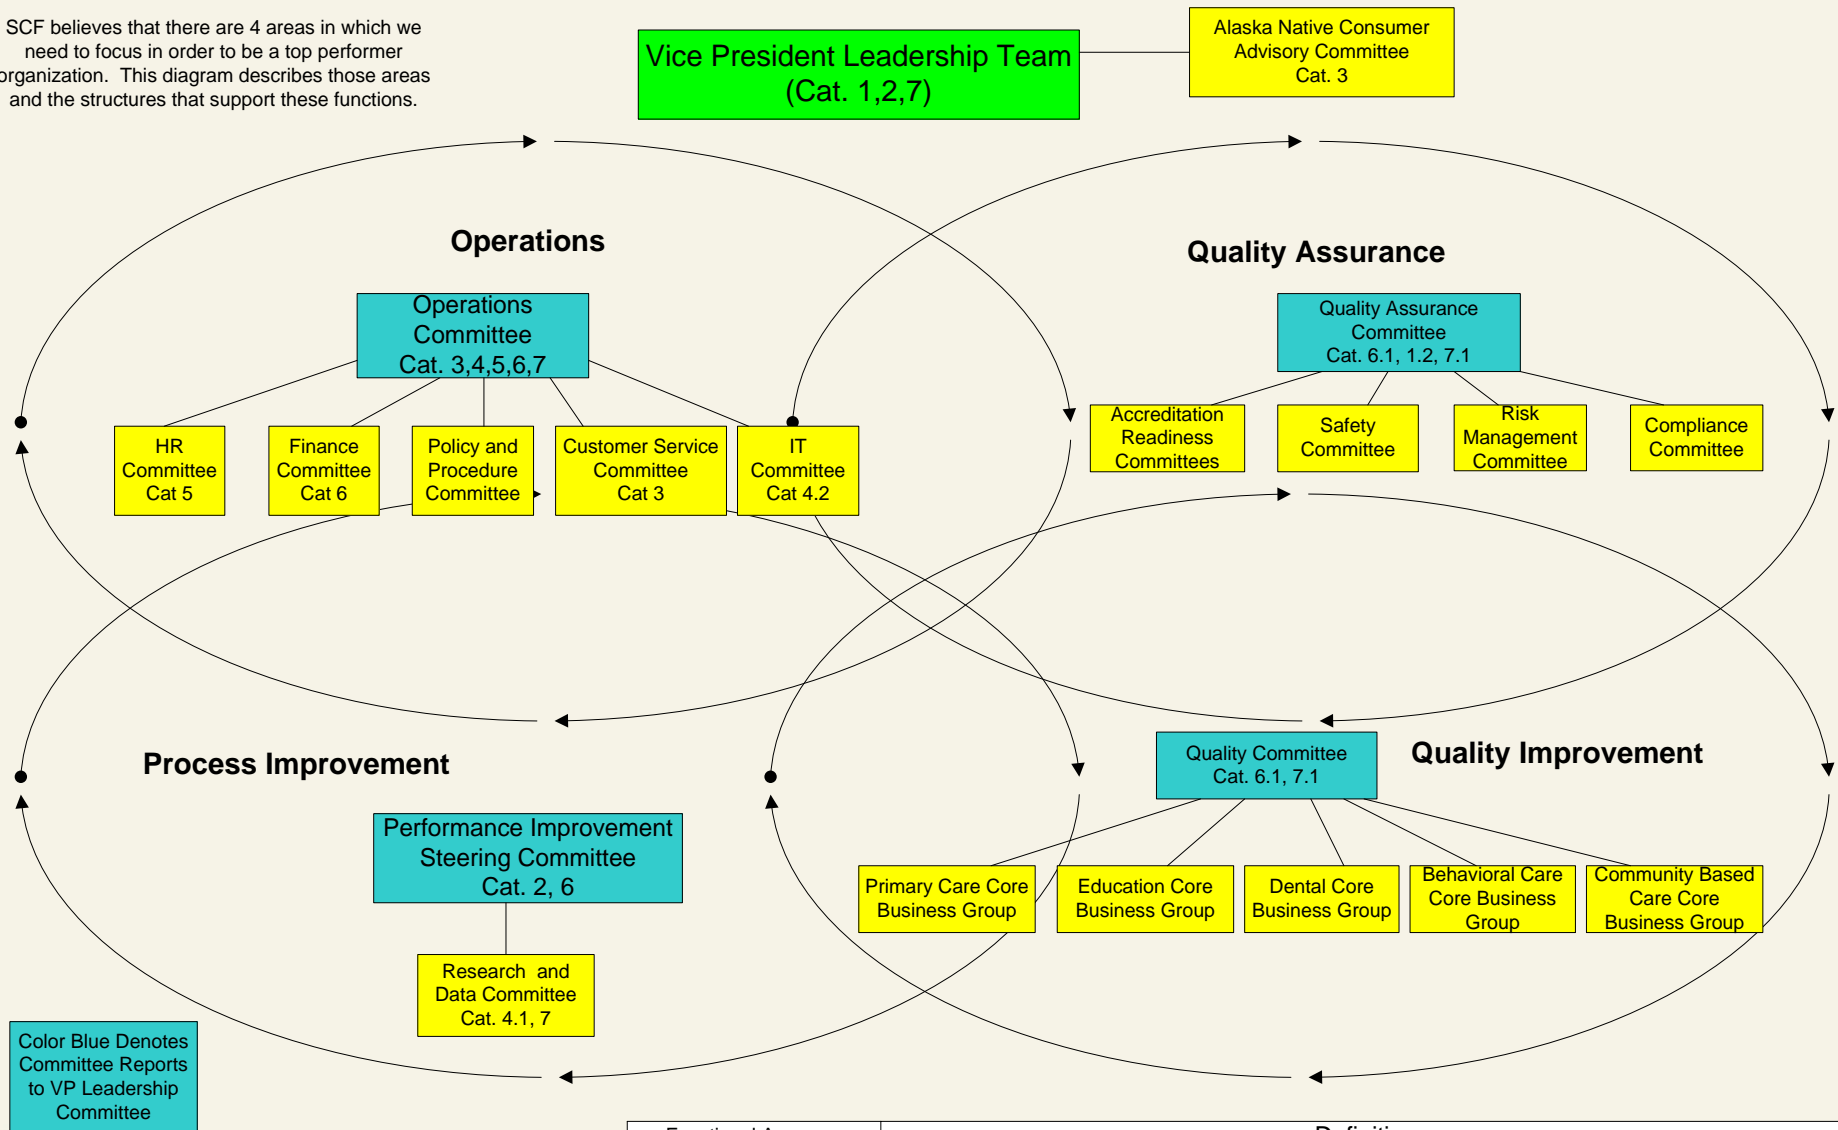 SCF believes that there are 4 areas in which we
need to focus in order to be a top performer
organization. This diagram describes those areas
and the structures that support these functions.
Vice President Leadership Team
(Cat. 1,2,7)
Alaska Native Consumer
Advisory Committee
Cat. 3
Operations
Operations
Committee
Cat. 3,4,5,6,7
HR
Committee
Cat 5
Finance
Committee
Cat 6
Policy and
Procedure
Committee
Customer Service
Committee
Cat 3
IT
Committee
Cat 4.2
Quality Assurance
Quality Assurance
Committee
Cat. 6.1, 1.2, 7.1
Accreditation
Readiness
Committees
Safety
Committee
Risk
Management
Committee
Compliance
Committee
Process Improvement
Performance Improvement
Steering Committee
Cat. 2, 6
Research and
Data Committee
Cat. 4.1, 7
Quality Improvement
Quality Committee
Cat. 6.1, 7.1
Primary Care Core
Business Group
Education Core
Business Group
Dental Core
Business Group
Behavioral Care
Core Business
Group
Community Based
Care Core
Business Group
Color Blue Denotes
Committee Reports
to VP Leadership
Committee